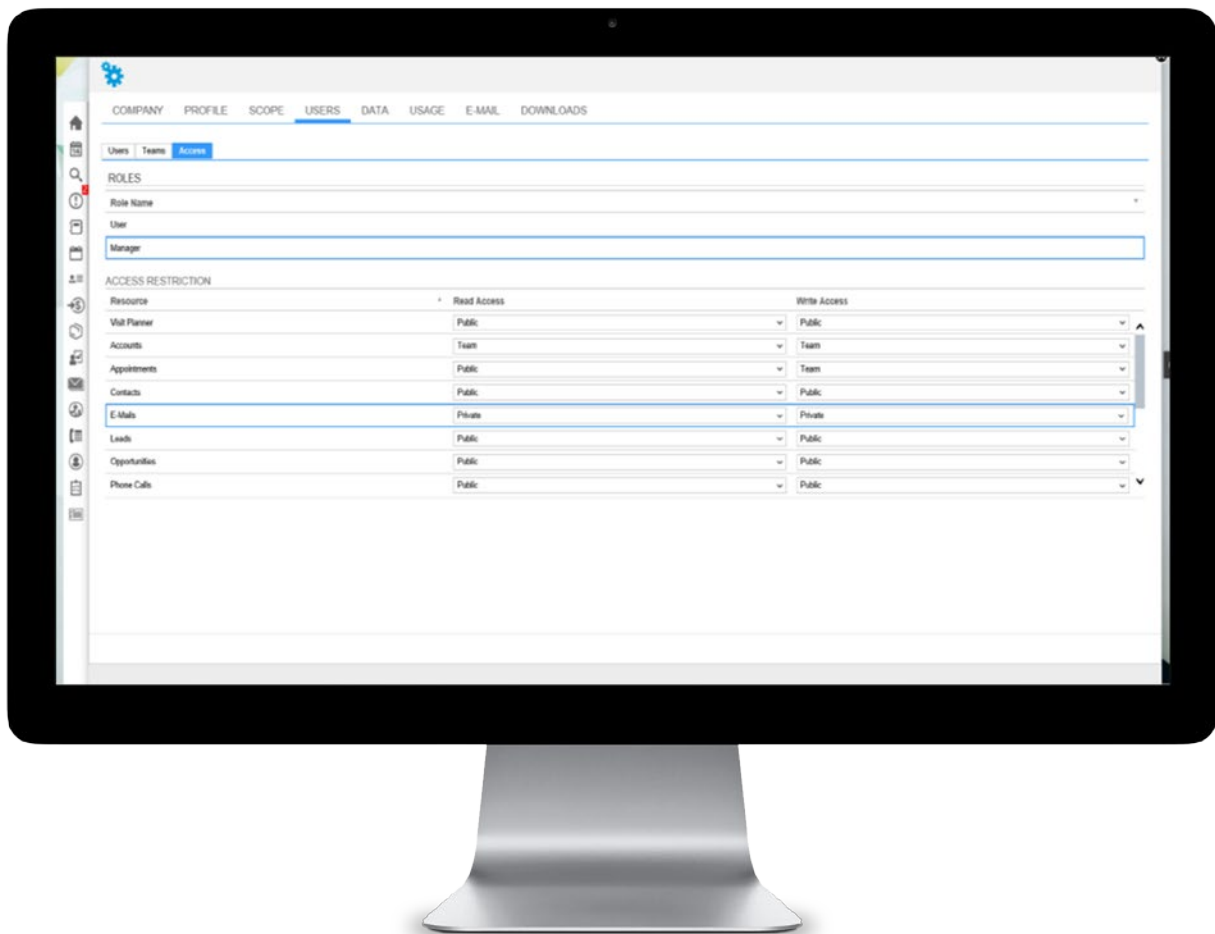 COMPANY PROFILE SCOPE USERS DATA USAGE E-MAIL DOWNLOADS
Users Teams Access
ROLES
Role Name
User
Manager
ACCESS RESTRICTION
Resource Read Access Write Access
Visit Planner Public Public
Accounts Team Team
Appointments Public Team
Contacts Public Public
E-Mails Private Private
Leads Public Public
Opportunities Public Public
Phone Calls Public Public